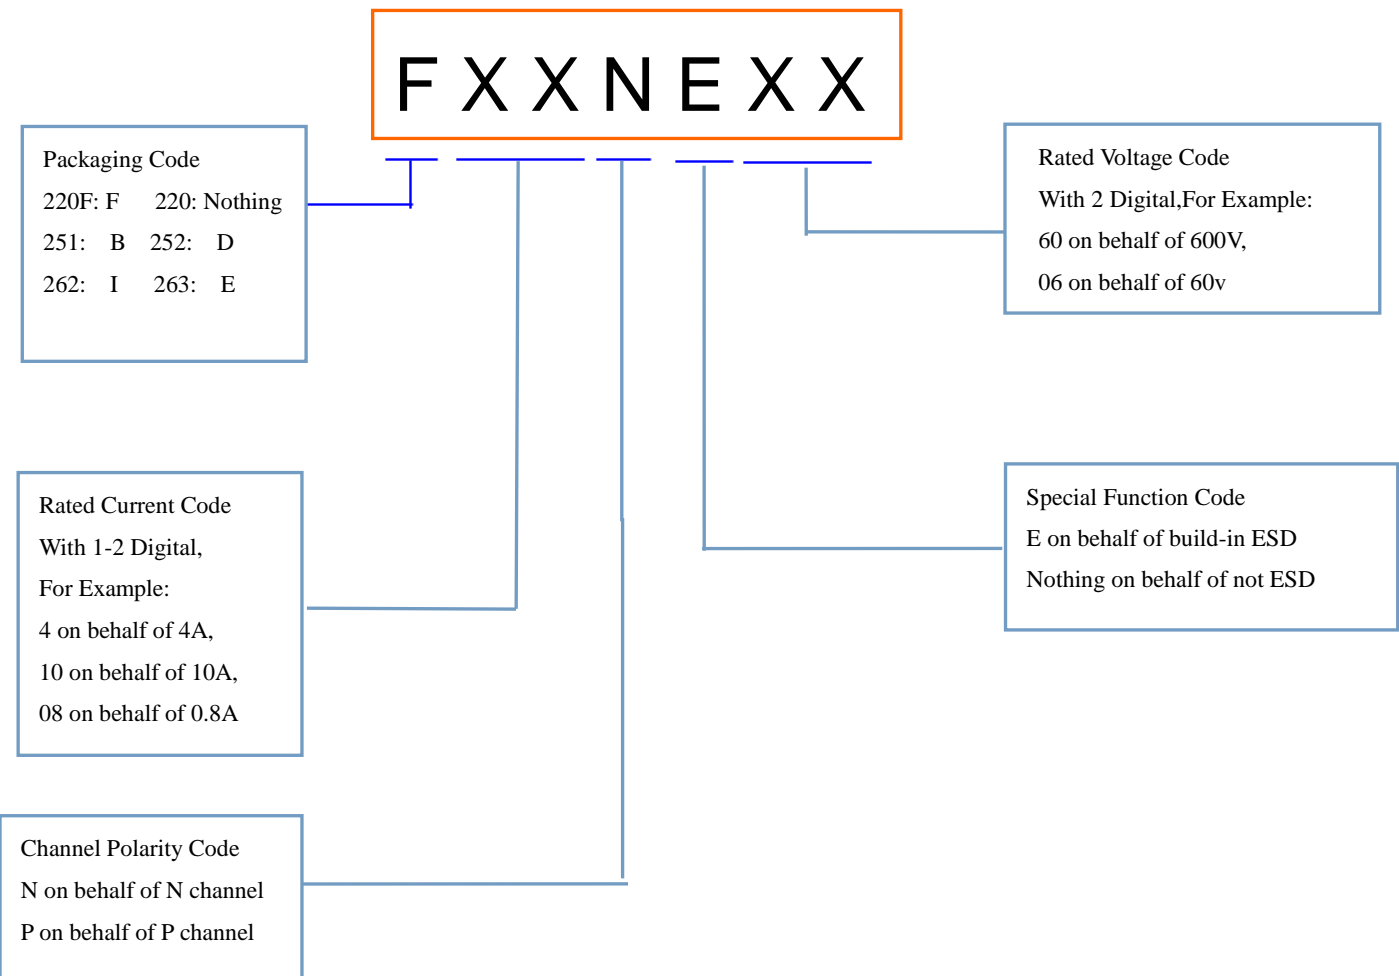 F X X N E X X
Packaging Code
220F: F 220: Nothing
251: B 252: D
262: I 263: E
Rated Voltage Code
With 2 Digital,For Example:
60 on behalf of 600V,
06 on behalf of 60v
Rated Current Code
With 1-2 Digital,
For Example:
4 on behalf of 4A,
10 on behalf of 10A,
08 on behalf of 0.8A
Special Function Code
E on behalf of build-in ESD
Nothing on behalf of not ESD
Channel Polarity Code
N on behalf of N channel
P on behalf of P channel